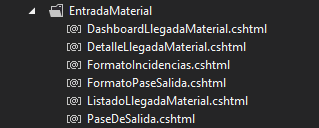 EntradaMaterial
DashboardLlegadaMaterial.cshtml
DetalleLlegadaMaterial.cshtml
FormatoIncidencias.cshtml
FormatoPaseSalida.cshtml
ListadoLlegadaMaterial.cshtml
PaseDeSalida.cshtml